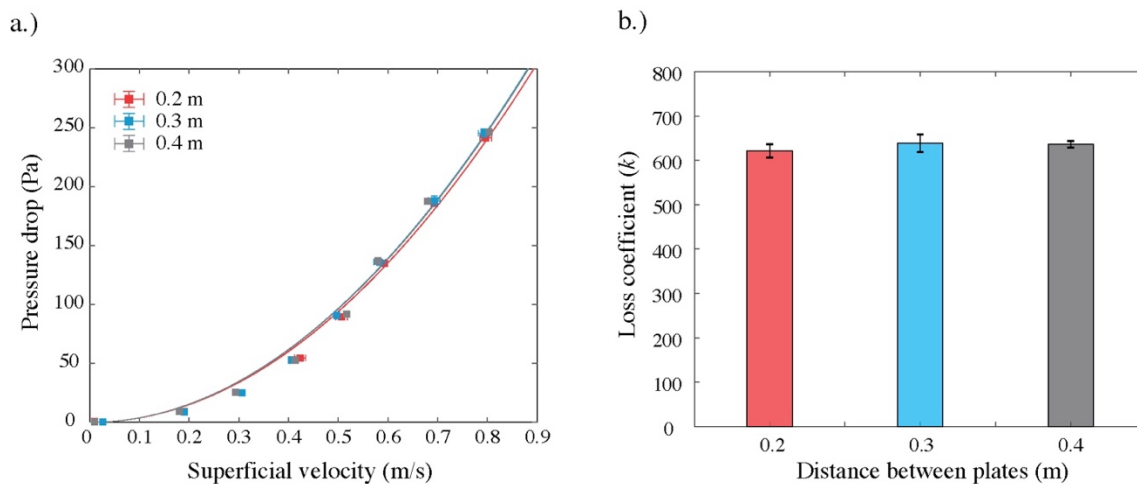 a.)
300
250
200
150
100
50
0
Pressure drop (Pa)
0.2 m
0.3 m
0.4 m
0 0.1 0.2 0.3 0.4 0.5 0.6 0.7 0.8 0.9
Superficial velocity (m/s)
b.)
800
700
600
500
400
300
200
100
0
Loss coefficient (k)
0.2 0.3 0.4
Distance between plates (m)